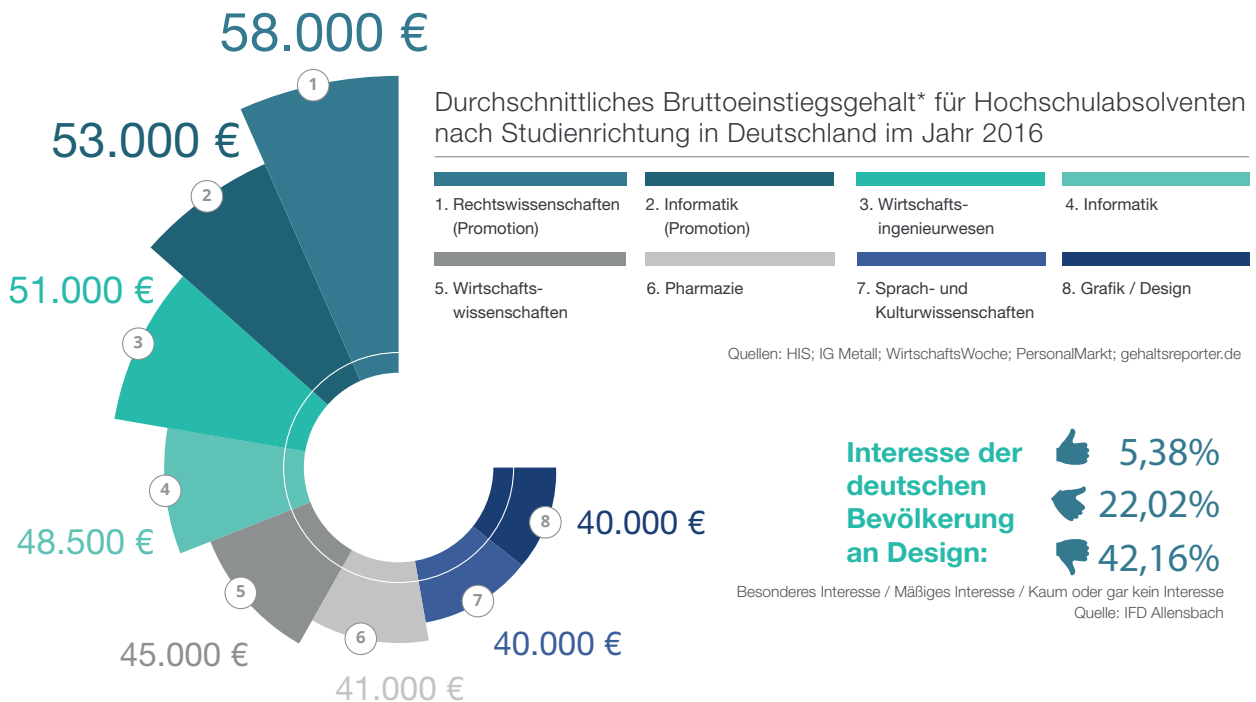 58.000 €
53.000 €
51.000 €
48.500 €
45.000 €
41.000 €
40.000 €
40.000 €
1
2
3
4
5
6
7
8
Durchschnittliches Bruttoeinstiegsgehalt* für Hochschulabsolventen
nach Studienrichtung in Deutschland im Jahr 2016
1. Rechtswissenschaften
(Promotion)
2. Informatik
(Promotion)
3. Wirtschafts-
ingenieurwesen
4. Informatik
5. Wirtschafts-
wissenschaften
6. Pharmazie
7. Sprach- und
Kulturwissenschaften
8. Grafik / Design
Quellen: HIS; IG Metall; WirtschaftsWoche; PersonalMarkt; gehaltsreporter.de
Interesse der
deutschen
Bevölkerung
an Design:
5,38%
22,02%
42,16%
Besonderes Interesse / Mäßiges Interesse / Kaum oder gar kein Interesse
Quelle: IFD Allensbach